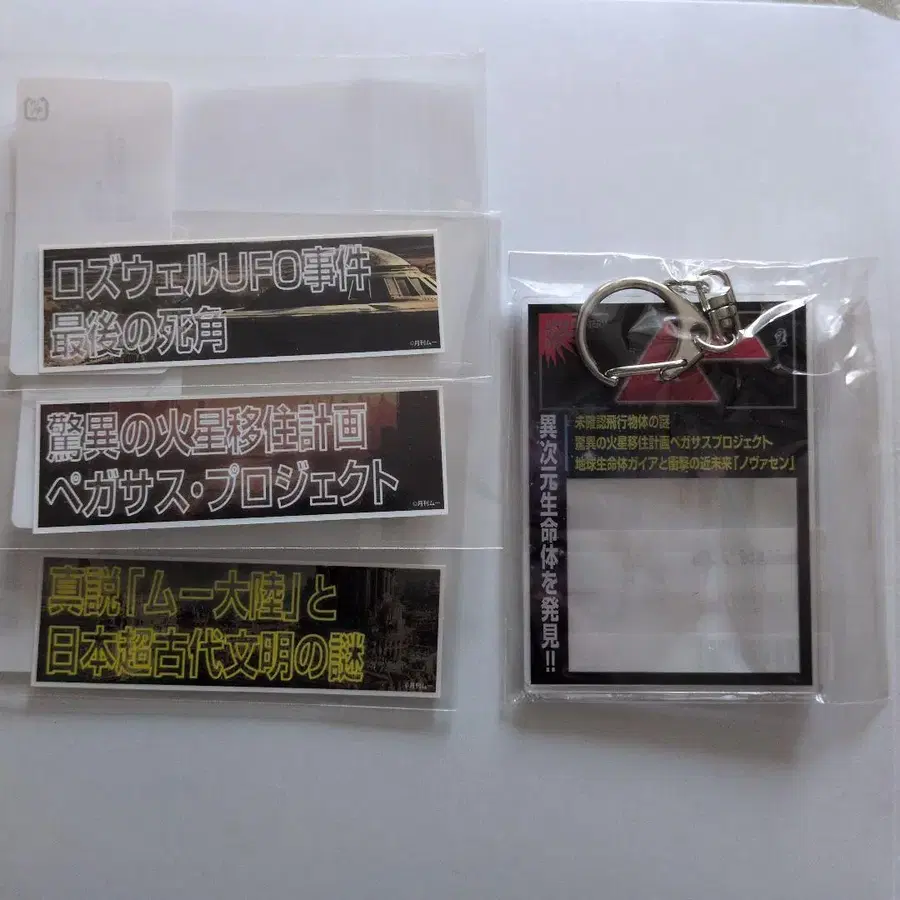 ロズウェルUFO事件
最後の死角
©月刊ムー
驚異の火星移住計画
ペガサス・プロジェクト
©月刊ムー
真説「ムー大陸」と
日本超古代文明の謎
©月刊ムー
未確認飛行物体の謎
驚異の火星移住計画ペガサスプロジェクト
地球生命体ガイアと衝撃の近未来「ノヴァセン」
異次元生命体を発見!!